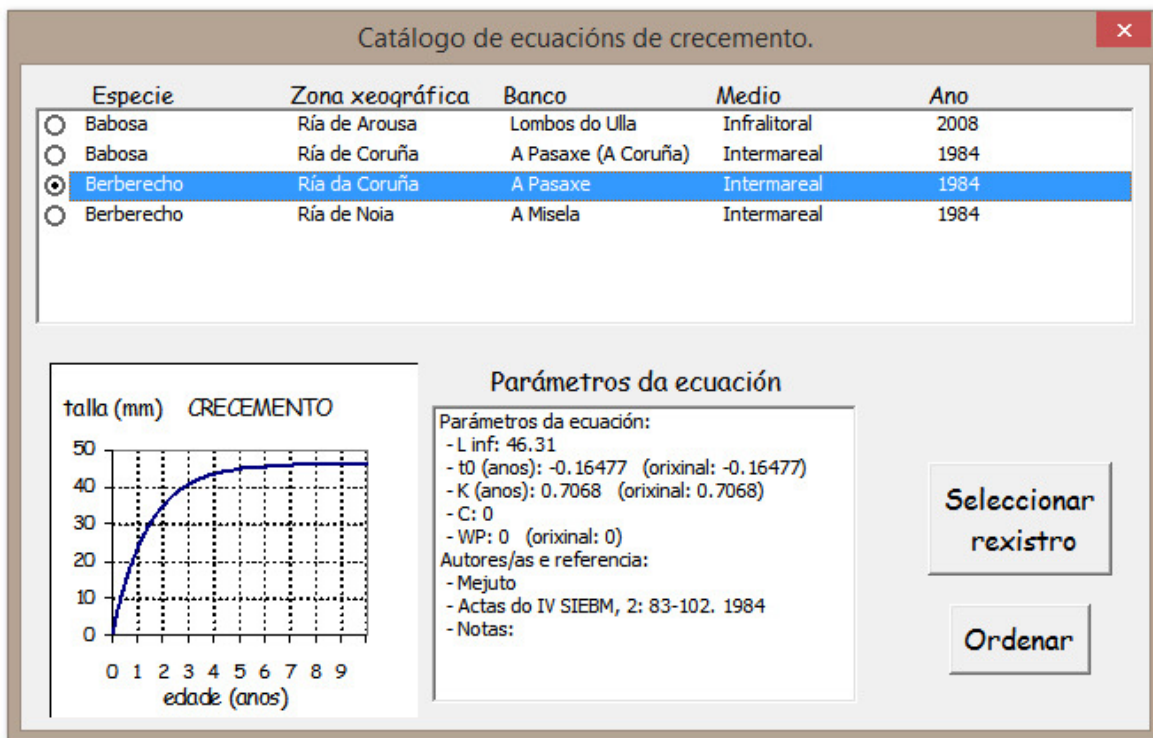 Catálogo de ecuacións de crecemento.
Especie Zona xeográfica Banco Medio Ano
Babosa Ría de Arousa Lombos do Ulla Infralitoral 2008
Babosa Ría de Coruña A Pasaxe (A Coruña) Intermareal 1984
Berberecho Ría da Coruña A Pasaxe Intermareal 1984
Berberecho Ría de Noia A Misela Intermareal 1984
talla (mm) CRECEMENTO
50
40
30
20
10
0
0 1 2 3 4 5 6 7 8 9
edade (anos)
Parámetros da ecuación
Parámetros da ecuación:
- L inf: 46.31
- t0 (anos): -0.16477 (orixinal: -0.16477)
- K (anos): 0.7068 (orixinal: 0.7068)
- C: 0
- WP: 0 (orixinal: 0)
Autores/as e referencia:
- Mejuto
- Actas do IV SIEBM, 2: 83-102. 1984
- Notas:
Seleccionar
rexistro
Ordenar